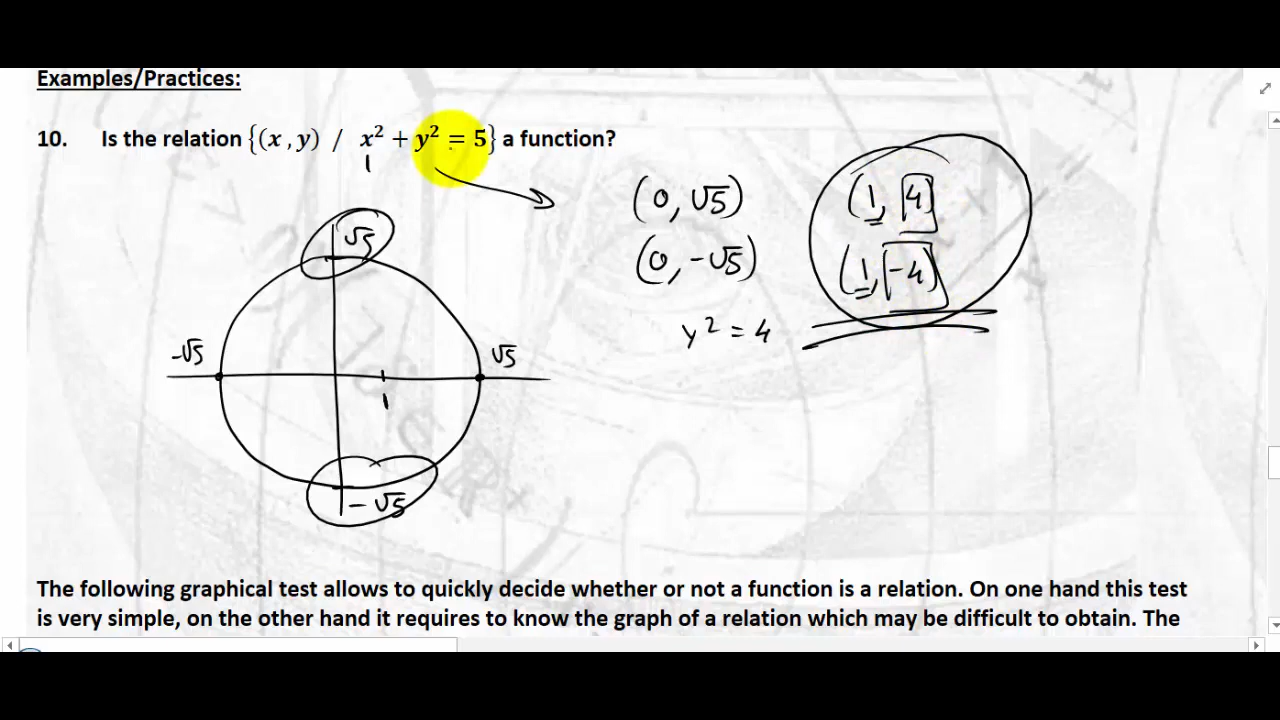 Examples/Practices:
10. Is the relation {(x , y) / x² + y² = 5} a function?
1
(0, √5)
(1, 4)
√5
(0, -√5)
(1, -4)
y² = 4
-√5
√5
1
-√5
The following graphical test allows to quickly decide whether or not a function is a relation. On one hand this test
is very simple, on the other hand it requires to know the graph of a relation which may be difficult to obtain. The